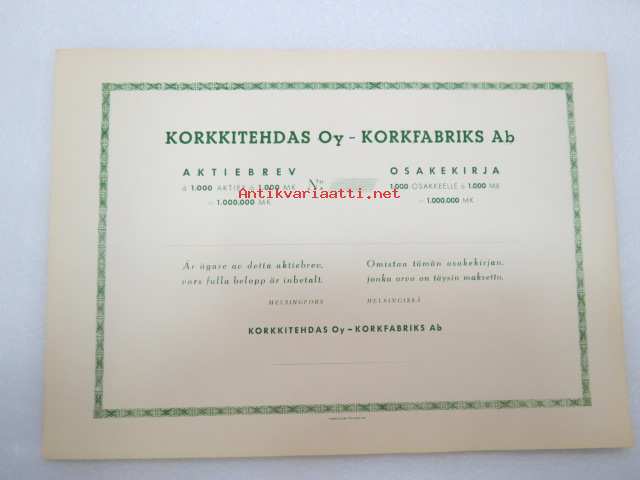 KORKKITEHDAS Oy – KORKFABRIKS Ab
AKTIEBREV
á 1.000 AKTIER á 1.000 MK
= 1.000,000 MK
No
OSAKEKIRJA
1.000 OSAKKEELLE á 1.000 MK
= 1.000,000 MK
Antikvariaatti.net
Är ägare av detta aktiebrev,
vars fulla belopp är inbetalt.
HELSINGFORS
Omistaa tämän osakekirjan,
jonka arvo on täysin maksettu.
HELSINGISSÄ
KORKKITEHDAS Oy – KORKFABRIKS Ab